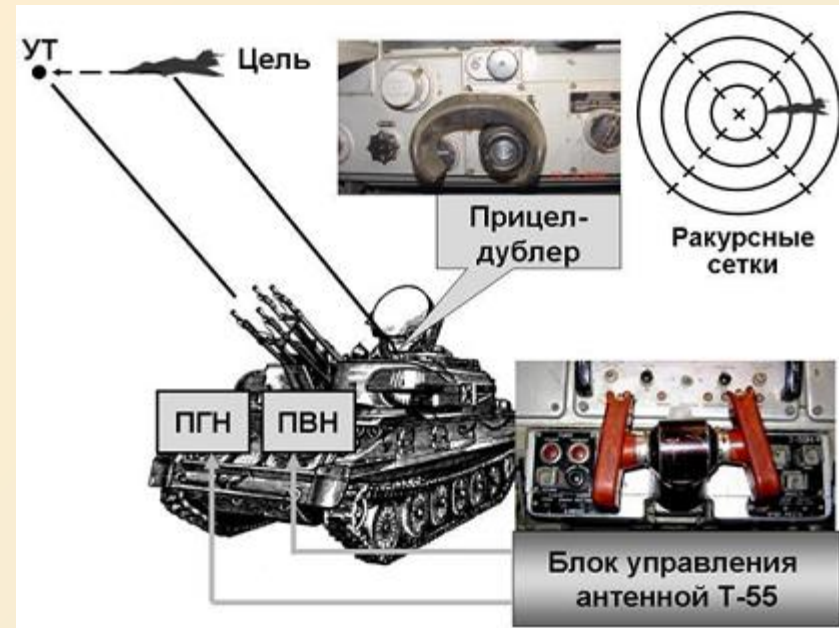 УТ
Цель
Прицел-
дублер
Ракурсные
сетки
ПГН
ПВН
Блок управления
антенной Т-55